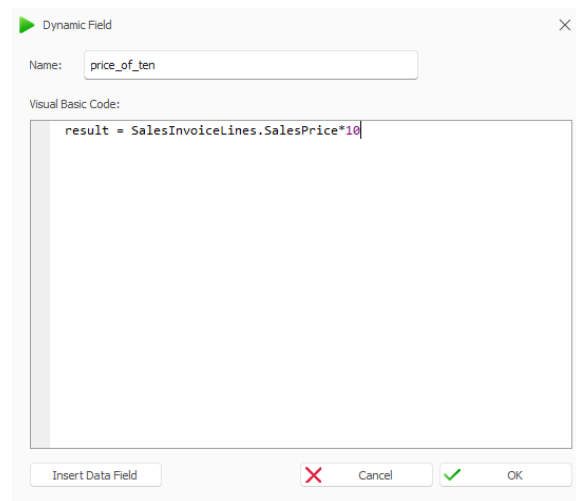 Dynamic Field
Name: price_of_ten
Visual Basic Code:
result = SalesInvoiceLines.SalesPrice*10
Insert Data Field Cancel OK